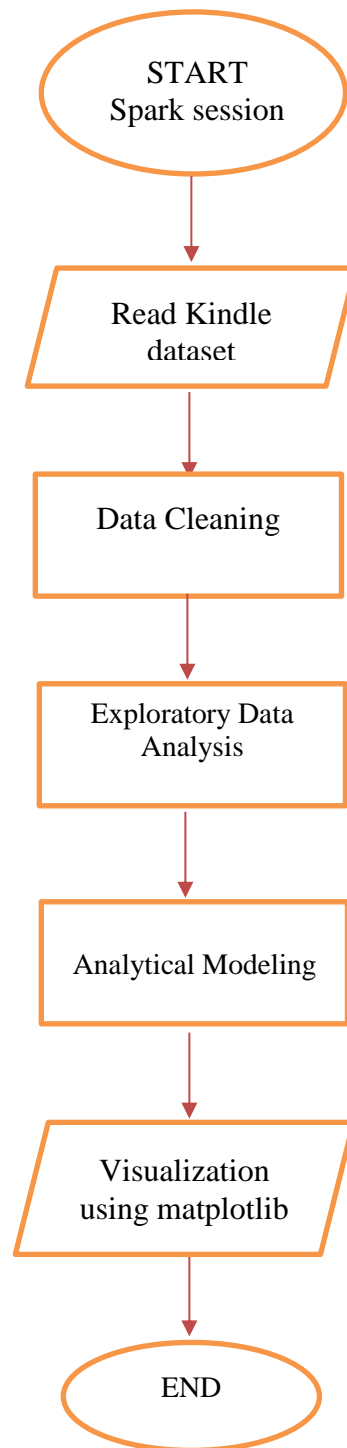 START
Spark session
Read Kindle
dataset
Data Cleaning
Exploratory Data
Analysis
Analytical Modeling
Visualization
using matplotlib
END